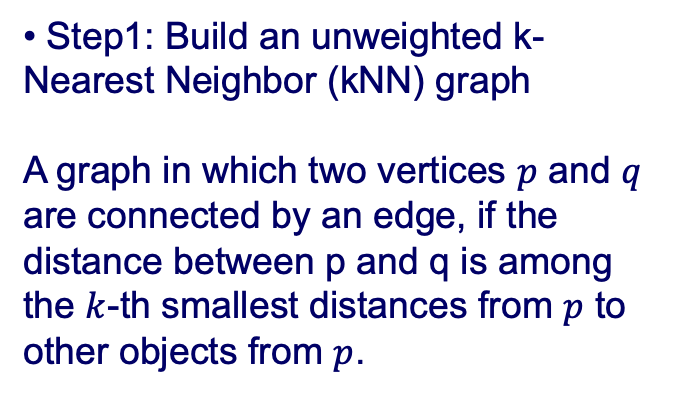 • Step1: Build an unweighted k-
Nearest Neighbor (kNN) graph
A graph in which two vertices 𝑝 and 𝑞
are connected by an edge, if the
distance between p and q is among
the 𝑘-th smallest distances from 𝑝 to
other objects from 𝑝.